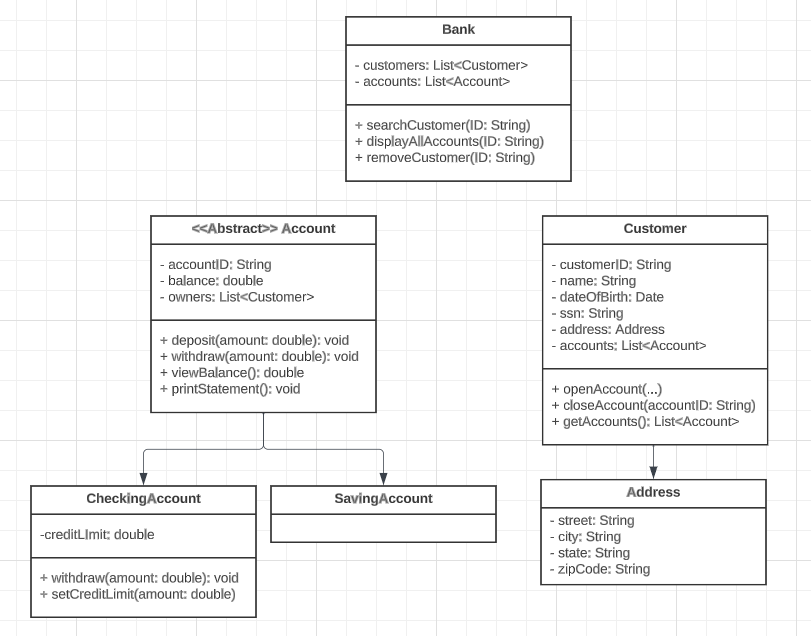 Bank
- customers: List<Customer>
- accounts: List<Account>
+ searchCustomer(ID: String)
+ displayAllAccounts(ID: String)
+ removeCustomer(ID: String)
<<Abstract>> Account
- accountID: String
- balance: double
- owners: List<Customer>
+ deposit(amount: double): void
+ withdraw(amount: double): void
+ viewBalance(): double
+ printStatement(): void
Customer
- customerID: String
- name: String
- dateOfBirth: Date
- ssn: String
- address: Address
- accounts: List<Account>
+ openAccount(...)
+ closeAccount(accountID: String)
+ getAccounts(): List<Account>
CheckingAccount
-creditLImit: double
+ withdraw(amount: double): void
+ setCreditLimit(amount: double)
SavingAccount
Address
- street: String
- city: String
- state: String
- zipCode: String